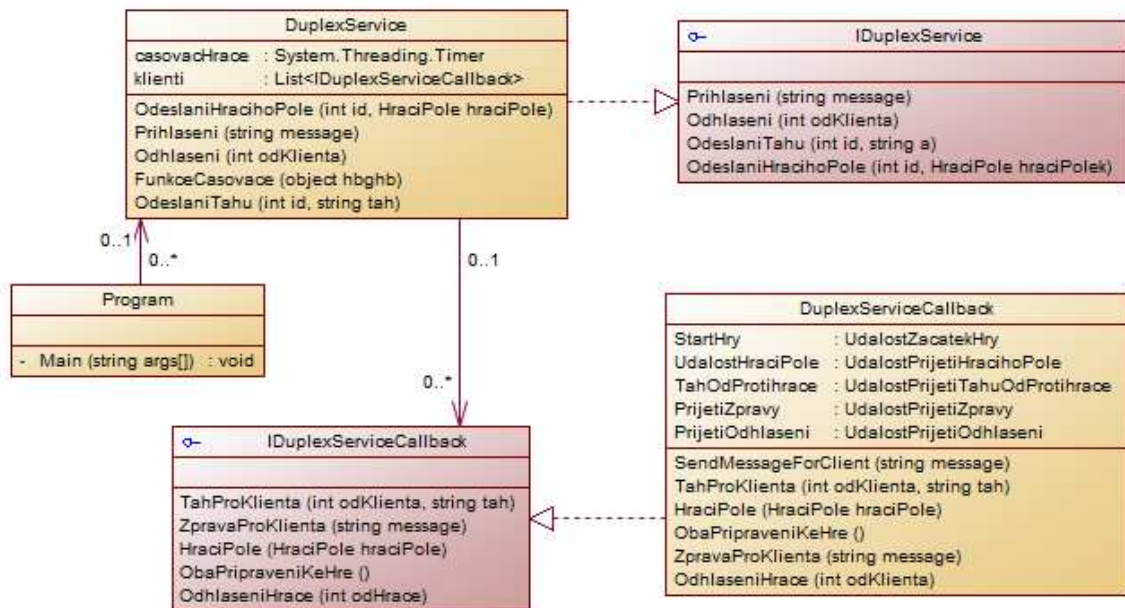 DuplexService
casovacHrace : System.Threading.Timer
klienti : List<IDuplexServiceCallback>
OdeslaniHracihoPole (int id, HraciPole hraciPole)
Prihlaseni (string message)
Odhlaseni (int odKlienta)
FunkceCasovace (object hbghb)
OdeslaniTahu (int id, string tah)
IDuplexService
Prihlaseni (string message)
Odhlaseni (int odKlienta)
OdeslaniTahu (int id, string a)
OdeslaniHracihoPole (int id, HraciPole hraciPolek)
0..1
0..*
0..1
0..*
Program
- Main (string args[]) : void
DuplexServiceCallback
StartHry : UdalostZacatekHry
UdalostHraciPole : UdalostPrijetiHracihoPole
TahOdProtihrace : UdalostPrijetiTahuOdProtihrace
PrijetiZpravy : UdalostPrijetiZpravy
PrijetiOdhlaseni : UdalostPrijetiOdhlaseni
SendMessageForClient (string message)
TahProKlienta (int odKlienta, string tah)
HraciPole (HraciPole hraciPole)
ObaPripraveniKeHre ()
ZpravaProKlienta (string message)
OdhlaseniHrace (int odKlienta)
IDuplexServiceCallback
TahProKlienta (int odKlienta, string tah)
ZpravaProKlienta (string message)
HraciPole (HraciPole hraciPole)
ObaPripraveniKeHre ()
OdhlaseniHrace (int odHrace)